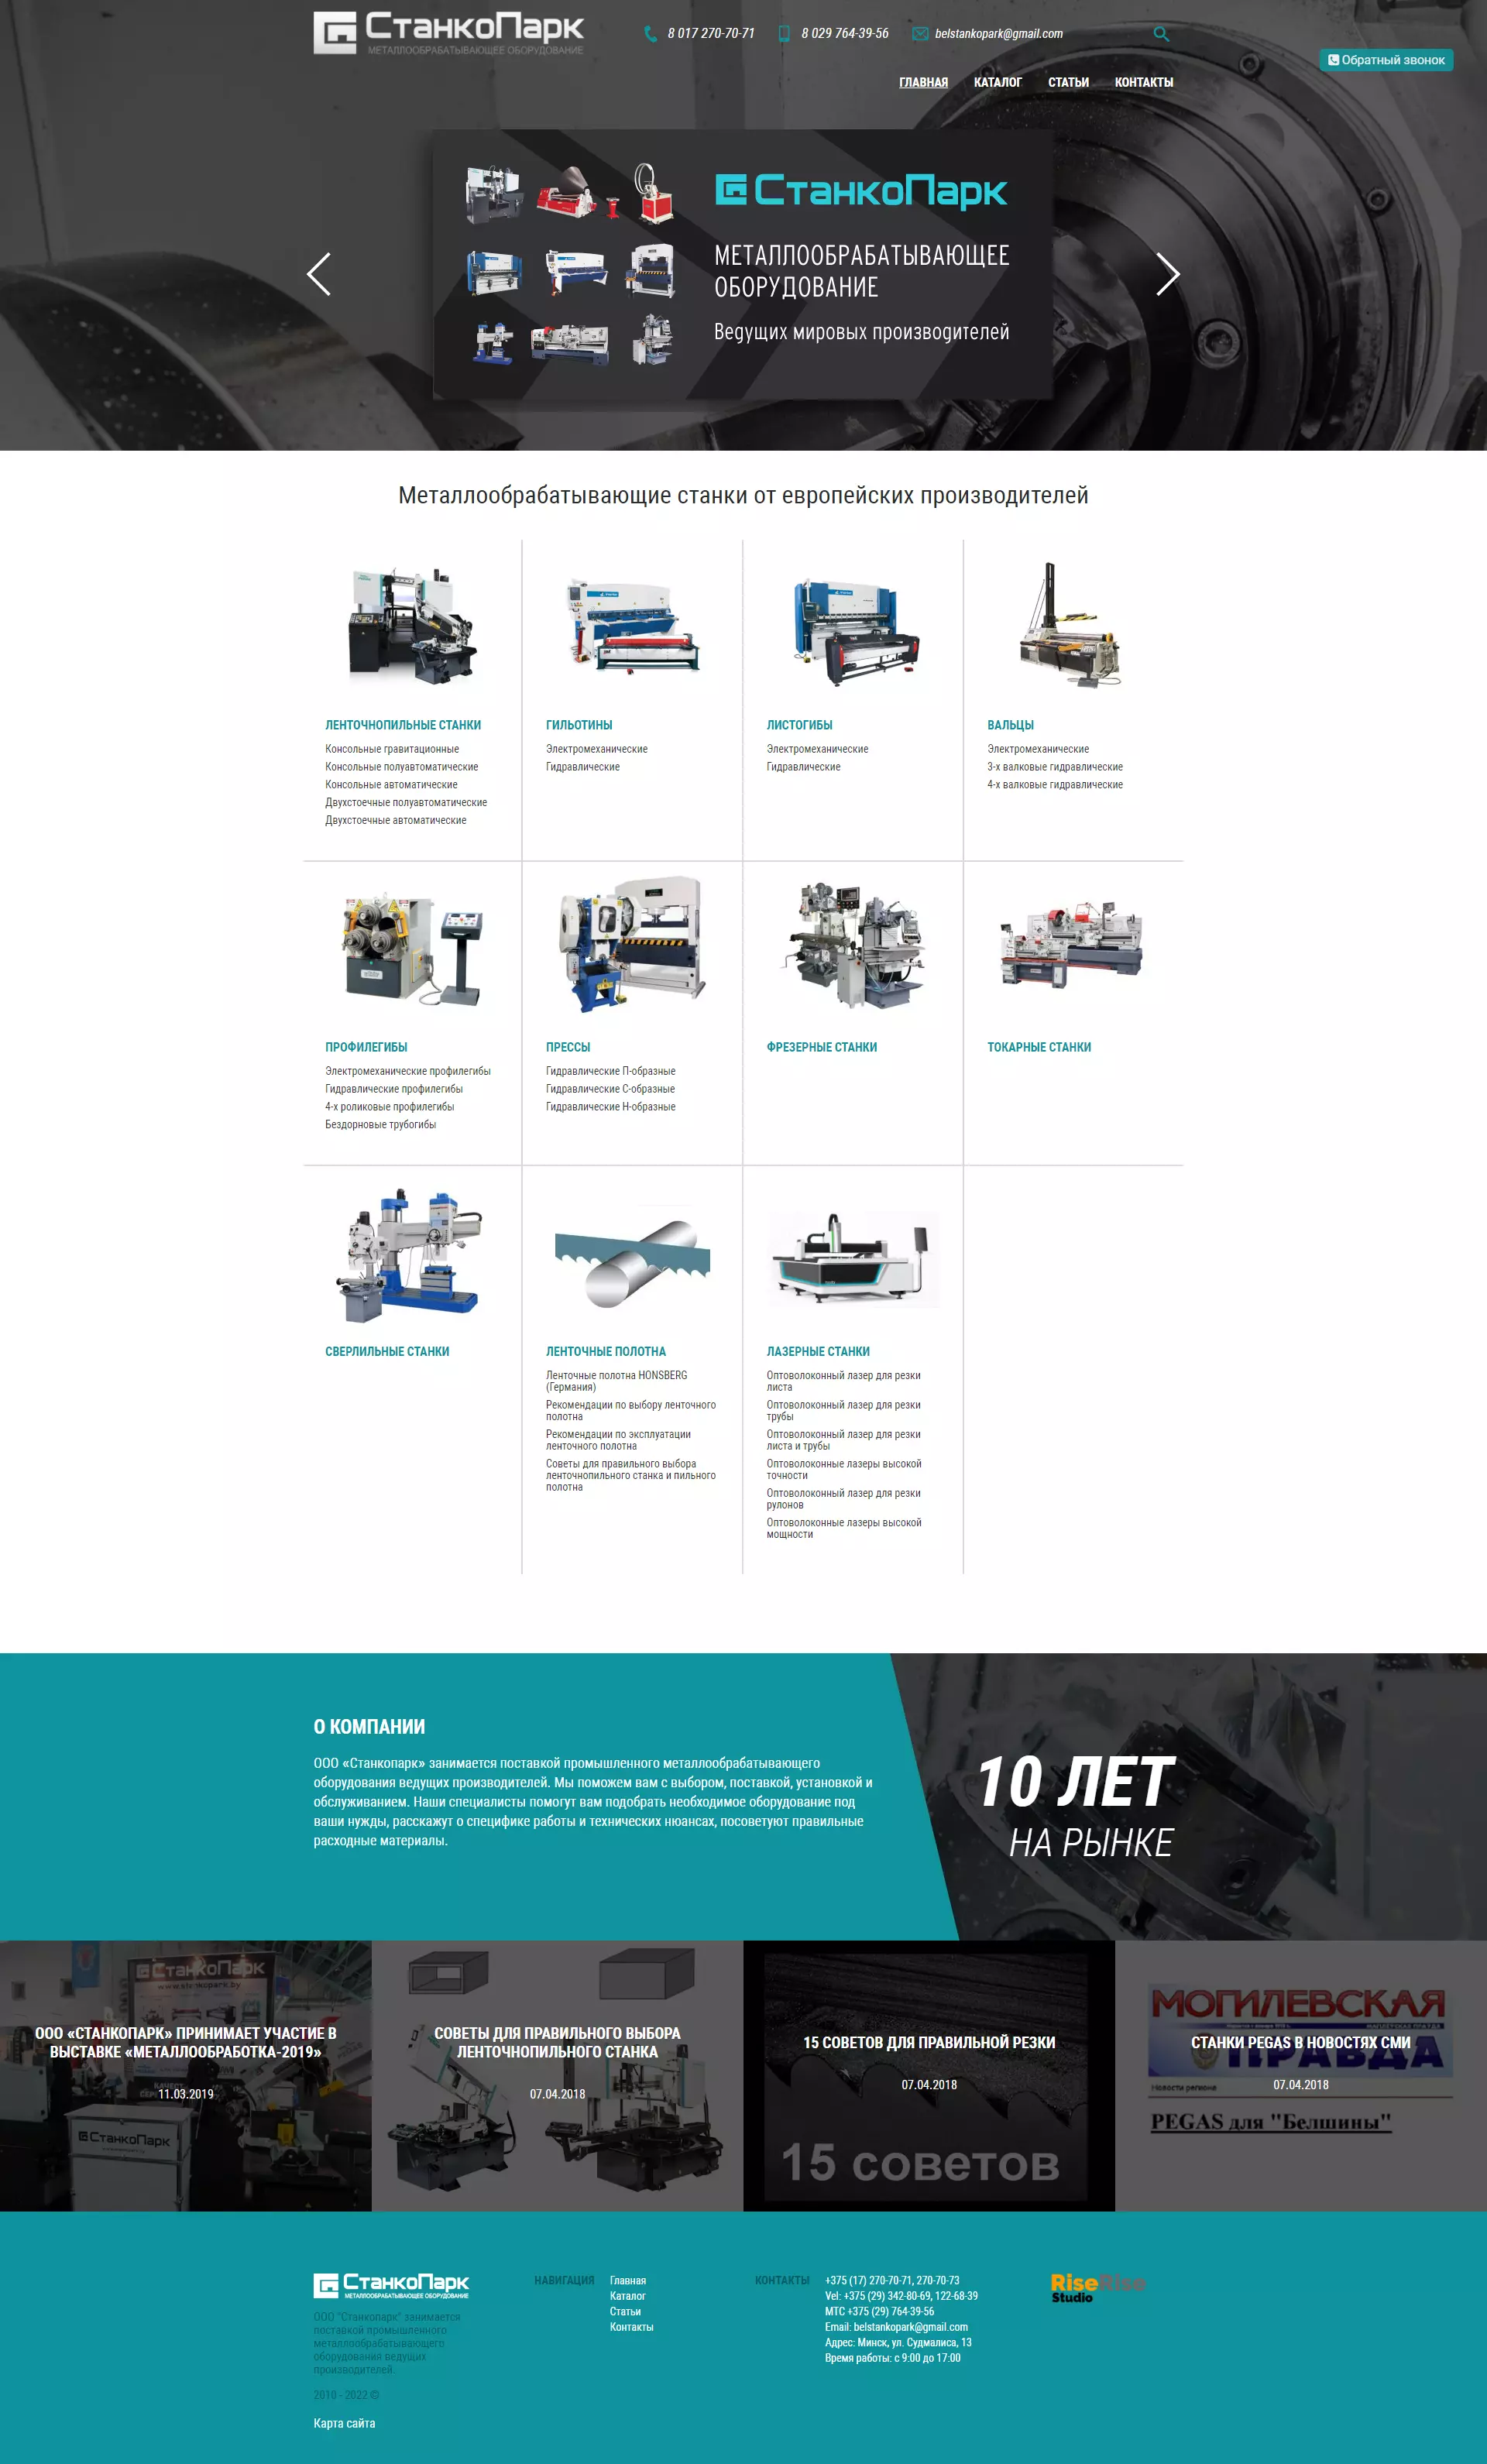 СтанкоПарк
МЕТАЛЛООБРАБАТЫВАЮЩЕЕ ОБОРУДОВАНИЕ
8 017 270-70-71
8 029 764-39-56
belstankopark@gmail.com
Обратный звонок
ГЛАВНАЯ КАТАЛОГ СТАТЬИ КОНТАКТЫ
СтанкоПарк
МЕТАЛЛООБРАБАТЫВАЮЩЕЕ
ОБОРУДОВАНИЕ
Ведущих мировых производителей
Металлообрабатывающие станки от европейских производителей
ЛЕНТОЧНОПИЛЬНЫЕ СТАНКИ
Консольные гравитационные
Консольные полуавтоматические
Консольные автоматические
Двухстоечные полуавтоматические
Двухстоечные автоматические
ГИЛЬОТИНЫ
Электромеханические
Гидравлические
ЛИСТОГИБЫ
Электромеханические
Гидравлические
ВАЛЬЦЫ
Электромеханические
3-х валковые гидравлические
4-х валковые гидравлические
ПРОФИЛЕГИБЫ
Электромеханические профилегибы
Гидравлические профилегибы
4-х роликовые профилегибы
Бездорновые трубогибы
ПРЕССЫ
Гидравлические П-образные
Гидравлические С-образные
Гидравлические Н-образные
ФРЕЗЕРНЫЕ СТАНКИ
ТОКАРНЫЕ СТАНКИ
СВЕРЛИЛЬНЫЕ СТАНКИ
ЛЕНТОЧНЫЕ ПОЛОТНА
Ленточные полотна HONSBERG
(Германия)
Рекомендации по выбору ленточного
полотна
Рекомендации по эксплуатации
ленточного полотна
Советы для правильного выбора
ленточнопильного станка и пильного
полотна
ЛАЗЕРНЫЕ СТАНКИ
Оптоволоконный лазер для резки
листа
Оптоволоконный лазер для резки
трубы
Оптоволоконный лазер для резки
листа и трубы
Оптоволоконные лазеры высокой
точности
Оптоволоконный лазер для резки
рулонов
Оптоволоконные лазеры высокой
мощности
О КОМПАНИИ
ООО «Станкопарк» занимается поставкой промышленного металлообрабатывающего
оборудования ведущих производителей. Мы поможем вам с выбором, поставкой, установкой и
обслуживанием. Наши специалисты помогут вам подобрать необходимое оборудование под
ваши нужды, расскажут о специфике работы и технических нюансах, посоветуют правильные
расходные материалы.
10 ЛЕТ
НА РЫНКЕ
СтанкоПарк
www.stankopark.by
ООО «СТАНКОПАРК» ПРИНИМАЕТ УЧАСТИЕ В
ВЫСТАВКЕ «МЕТАЛЛООБРАБОТКА-2019»
11.03.2019
СтанкоПарк
СОВЕТЫ ДЛЯ ПРАВИЛЬНОГО ВЫБОРА
ЛЕНТОЧНОПИЛЬНОГО СТАНКА
07.04.2018
15 СОВЕТОВ ДЛЯ ПРАВИЛЬНОЙ РЕЗКИ
07.04.2018
15 советов
МОГИЛЕВСКАЯ
СТАНКИ PEGAS В НОВОСТЯХ СМИ
ПРАВДА
07.04.2018
Новости региона
PEGAS для "Белшины"
СтанкоПарк
МЕТАЛЛООБРАБАТЫВАЮЩЕЕ ОБОРУДОВАНИЕ
ООО "Станкопарк" занимается
поставкой промышленного
металлообрабатывающего
оборудования ведущих
производителей.
2010 - 2022 ©
Карта сайта
НАВИГАЦИЯ
Главная
Каталог
Статьи
Контакты
КОНТАКТЫ
+375 (17) 270-70-71, 270-70-73
Vel: +375 (29) 342-80-69, 122-68-39
МТС +375 (29) 764-39-56
Email: belstankopark@gmail.com
Адрес: Минск, ул. Судмалиса, 13
Время работы: с 9:00 до 17:00
RiseRise
Studio